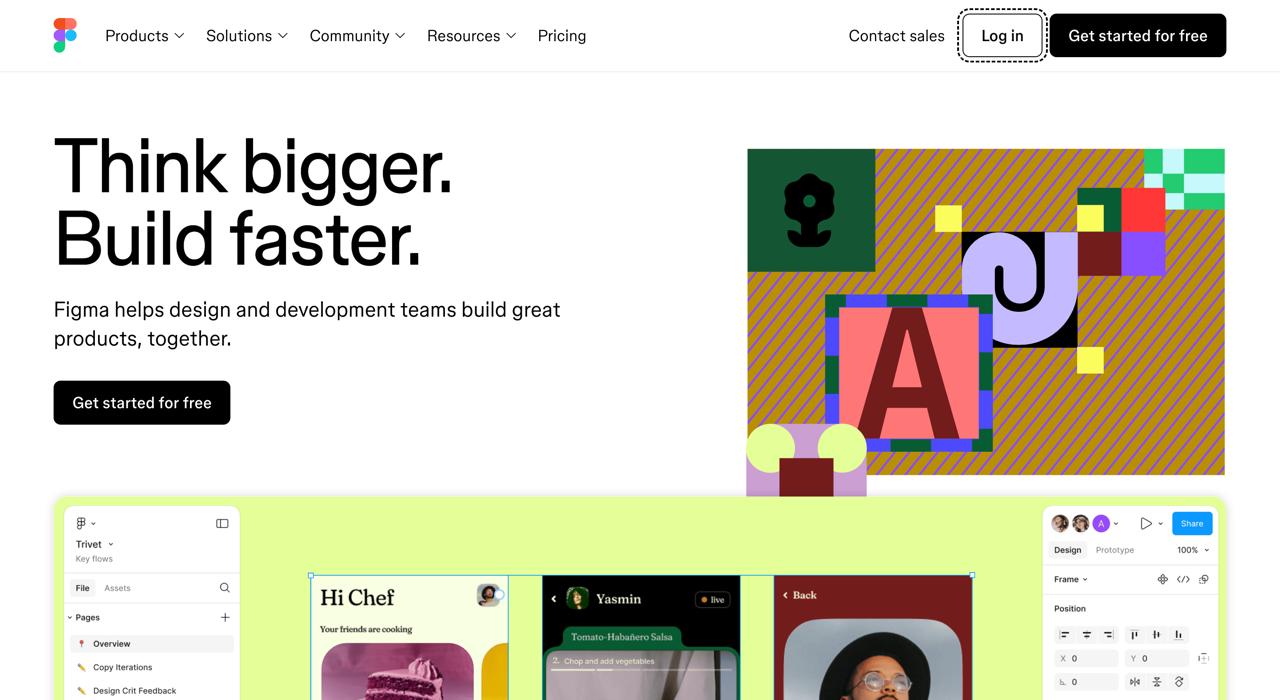 Products Solutions Community Resources Pricing Contact sales Log in Get started for free
Think bigger.
Build faster.
Figma helps design and development teams build great
products, together.
Get started for free
A
Trivet
Key flows
File Assets
Pages
Overview
Copy Iterations
Design Crit Feedback
Hi Chef
Your friends are cooking
Yasmin
live
Tomato-Habañero Salsa
2. Chop and add vegetables
Back
A
Share
Design Prototype 100%
Frame
Position
X 0 Y 0
0